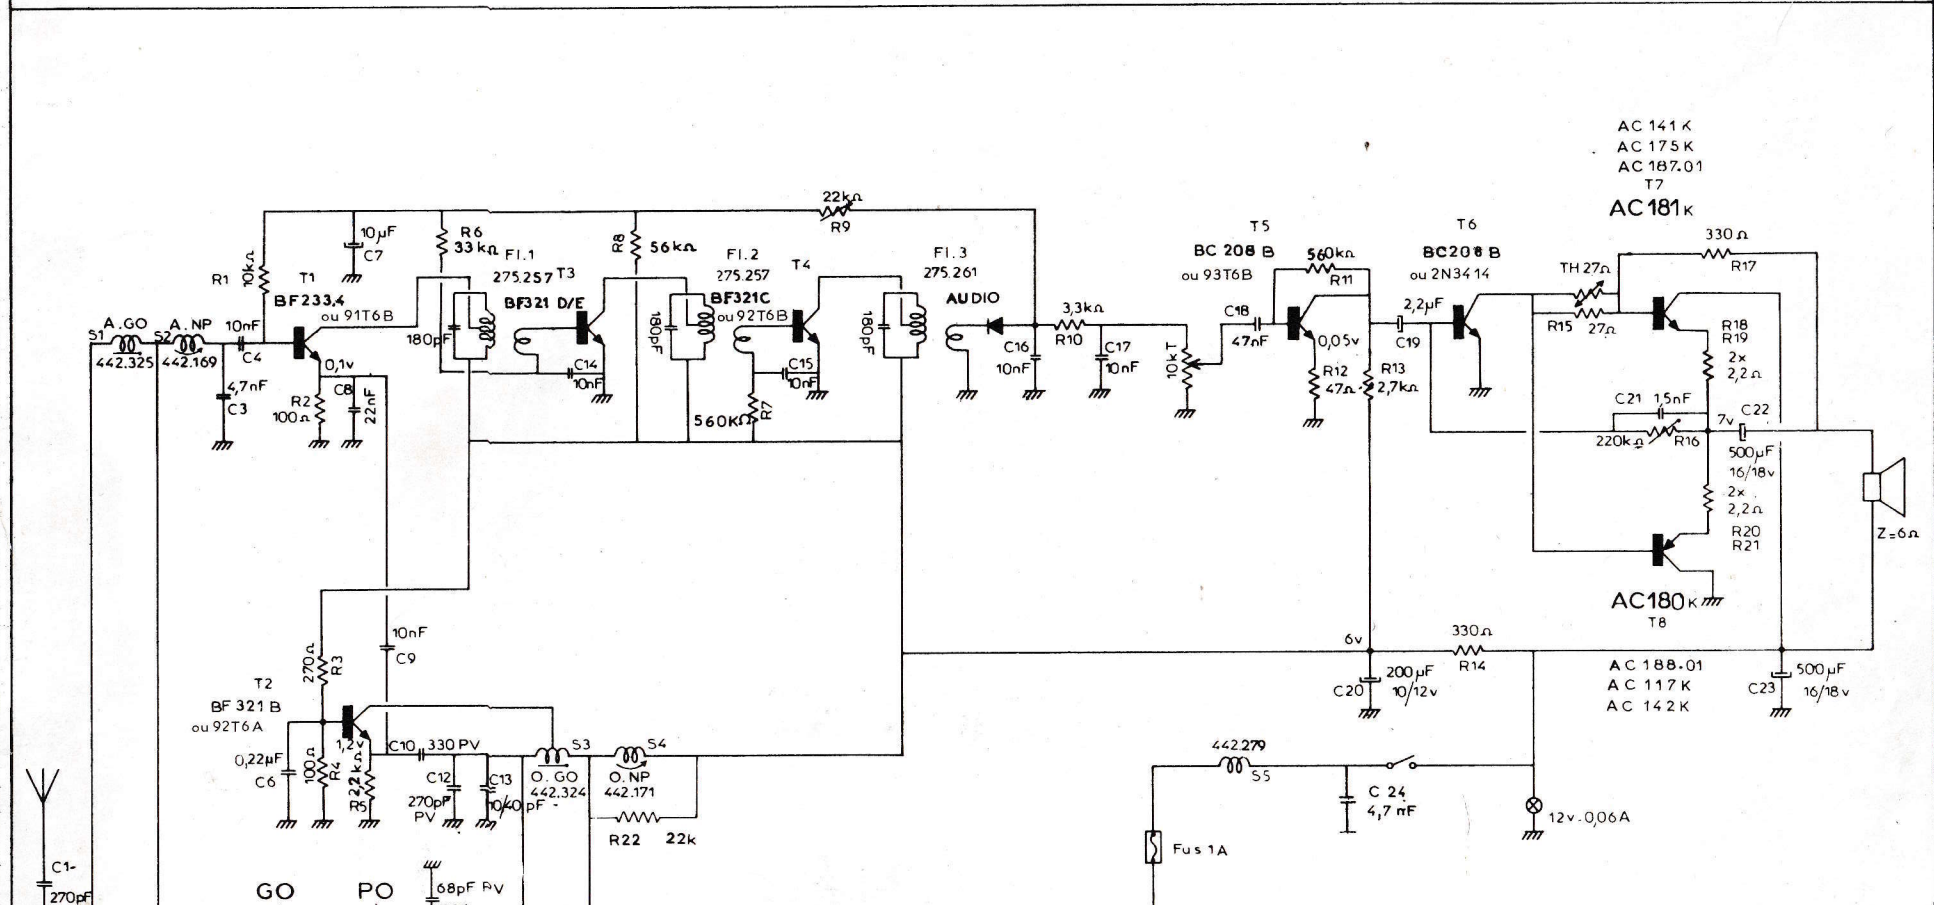 AC 141 K
AC 175 K
AC 187.01
T7
AC 181 K
22kΩ
R9
10µF
C7
R6
33kΩ
R8
56kΩ
R1
10kΩ
T1
BF233.4
ou 91T6B
FI.1
275.257
T3
BF321 D/E
FI.2
275.257
BF321C
ou 92T6B
T4
FI.3
275.261
AUDIO
T5
BC 208 B
ou 93T6B
560kΩ
R11
T6
BC208 B
ou 2N3414
TH 27Ω
330Ω
R17
S1
A.GO
442.325
S2
A.NP
442.169
10nF
C4
4,7nF
C3
0,1v
R2
100Ω
C8
22nF
180pF
C14
10nF
180pF
C15
10nF
R7
560KΩ
180pF
C16
10nF
3,3kΩ
R10
C17
10nF
10kT
C18
47nF
0,05v
R12
47Ω
R13
2,7kΩ
2,2µF
C19
R15
27Ω
R18
R19
2x
2,2Ω
C21 1,5nF
220kΩ
R16
7v
C22
500µF
16/18v
2x
2,2Ω
R20
R21
Z=6Ω
AC180 K
T8
AC 188.01
AC 117K
AC 142K
10nF
C9
270Ω
R3
T2
BF 321 B
ou 92T6A
0,22µF
C6
100Ω
R4
1,2v
2,2kΩ
R5
C10
330 PV
C12
270pF
PV
C13
10/40pF
S3
O.GO
442.324
S4
O.NP
442.171
R22
22k
6v
330Ω
R14
C20
200µF
10/12v
C23
500µF
16/18v
442.279
S5
C 24
4,7 nF
12v.0,06A
Fus 1A
C1
270pF
GO
PO
68pF PV